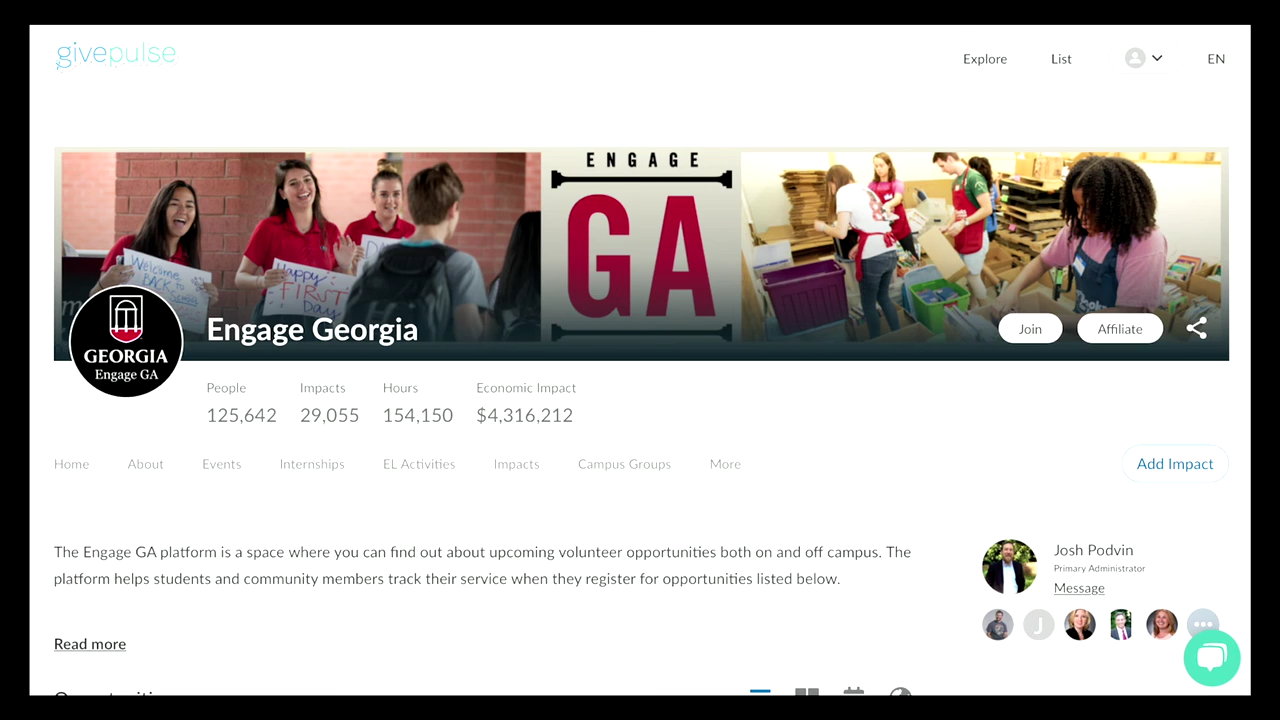 givepulse
Explore List EN
ENGAGE
GA
Welcome
BACK TO
SCHOOL
Happy
FIRST
Day
Engage Georgia
Join Affiliate
GEORGIA
Engage GA
People Impacts Hours Economic Impact
125,642 29,055 154,150 $4,316,212
Home About Events Internships EL Activities Impacts Campus Groups More
Add Impact
The Engage GA platform is a space where you can find out about upcoming volunteer opportunities both on and off campus. The
platform helps students and community members track their service when they register for opportunities listed below.
Josh Podvin
Primary Administrator
Message
J
Read more